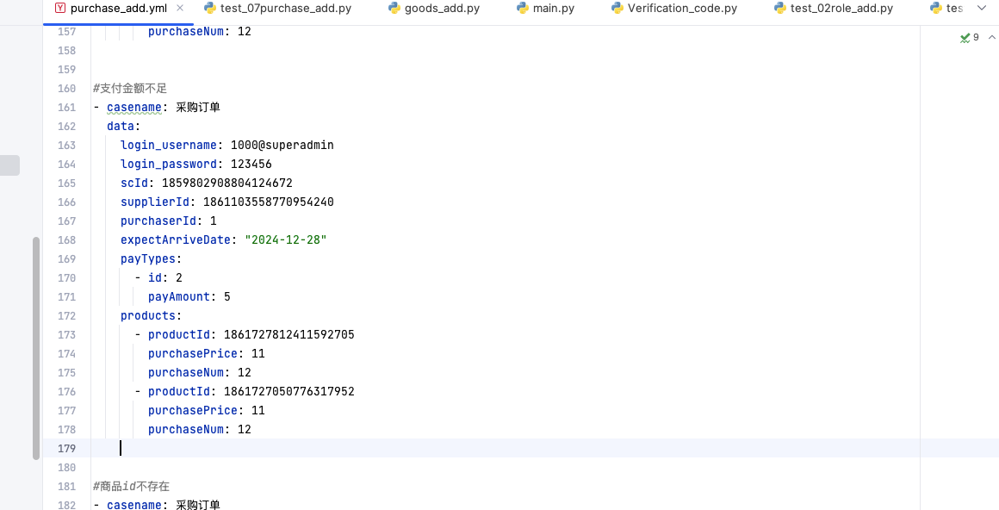 purchase_add.yml test_07purchase_add.py goods_add.py main.py Verification_code.py test_02role_add.py tes
157 purchaseNum: 12
9
158
159
160 #支付金额不足
161 - casename: 采购订单
162 data:
163 login_username: 1000@superadmin
164 login_password: 123456
165 scId: 1859802908804124672
166 supplierId: 1861103558770954240
167 purchaserId: 1
168 expectArriveDate: "2024-12-28"
169 payTypes:
170 - id: 2
171 payAmount: 5
172 products:
173 - productId: 1861727812411592705
174 purchasePrice: 11
175 purchaseNum: 12
176 - productId: 1861727050776317952
177 purchasePrice: 11
178 purchaseNum: 12
179
180
181 #商品id不存在
182 - casename: 采购订单